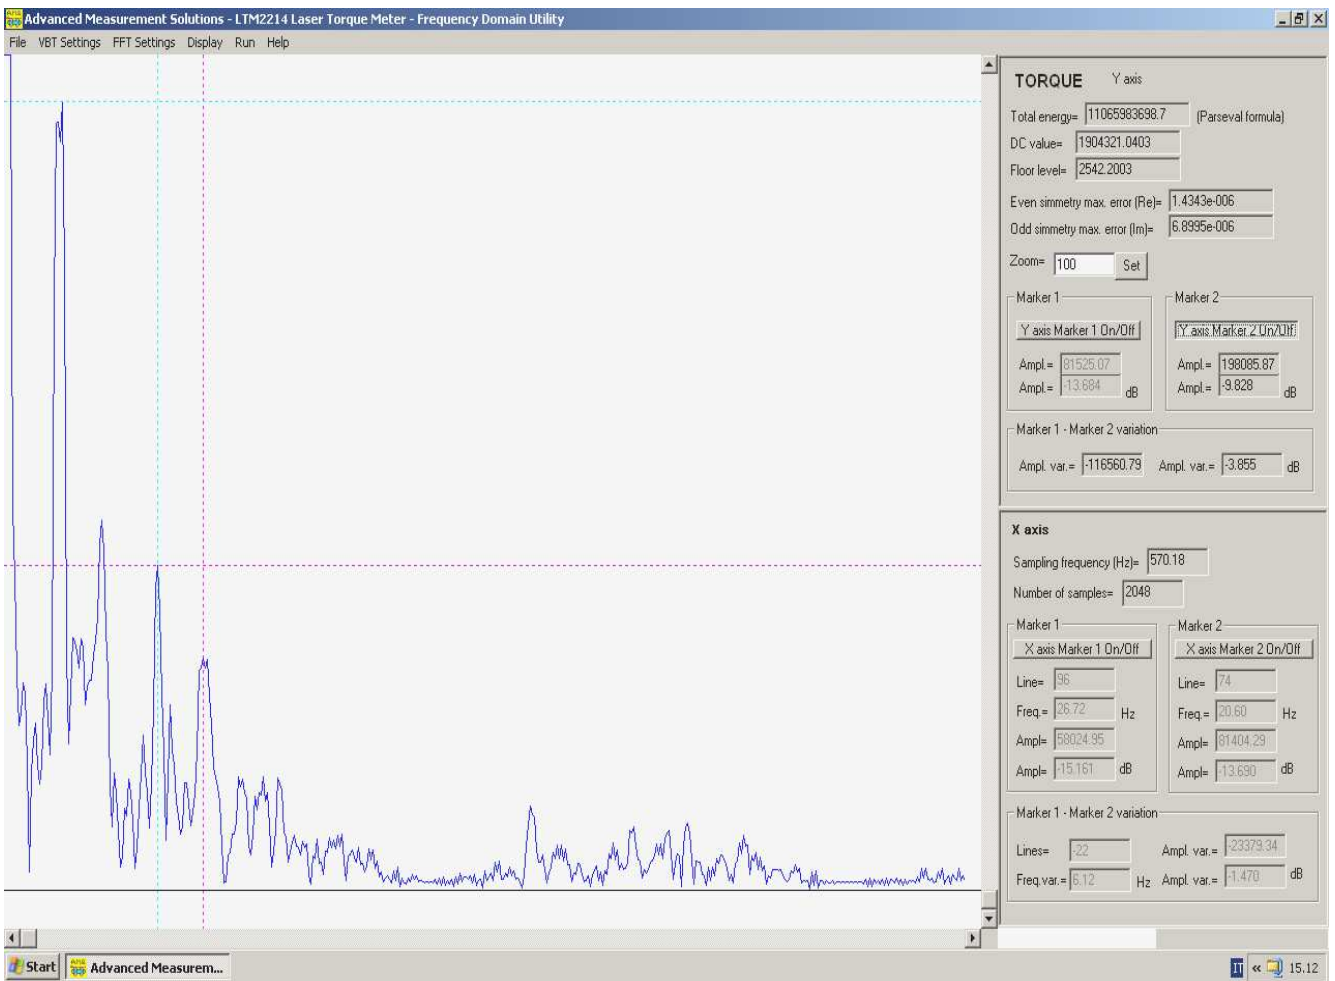 Advanced Measurement Solutions - LTM2214 Laser Torque Meter - Frequency Domain Utility
File VBT Settings FFT Settings Display Run Help
TORQUE Y axis
Total energy= 11065983698.7 (Parseval formula)
DC value= 1904321.0403
Floor level= 2542.2003
Even simmetry max. error (Re)= 1.4343e-006
Odd simmetry max. error (Im)= 6.8995e-006
Zoom= 100 Set
Marker 1 Marker 2
Y axis Marker 1 On/Off Y axis Marker 2 On/Off
Ampl.= 81525.07 Ampl.= 198085.87
Ampl.= -13.684 dB Ampl.= -9.828 dB
Marker 1 - Marker 2 variation
Ampl. var.= -116560.79 Ampl. var.= -3.855 dB
X axis
Sampling frequency (Hz)= 570.18
Number of samples= 2048
Marker 1 Marker 2
X axis Marker 1 On/Off X axis Marker 2 On/Off
Line= 96 Line= 74
Freq.= 26.72 Hz Freq.= 20.60 Hz
Ampl= 58024.95 Ampl= 81404.29
Ampl= -15.161 dB Ampl= -13.690 dB
Marker 1 - Marker 2 variation
Lines= -22 Ampl. var.= -23379.34
Freq.var.= 6.12 Hz Ampl. var.= -1.470 dB
Start AMS Advanced Measurem... IT « 15.12